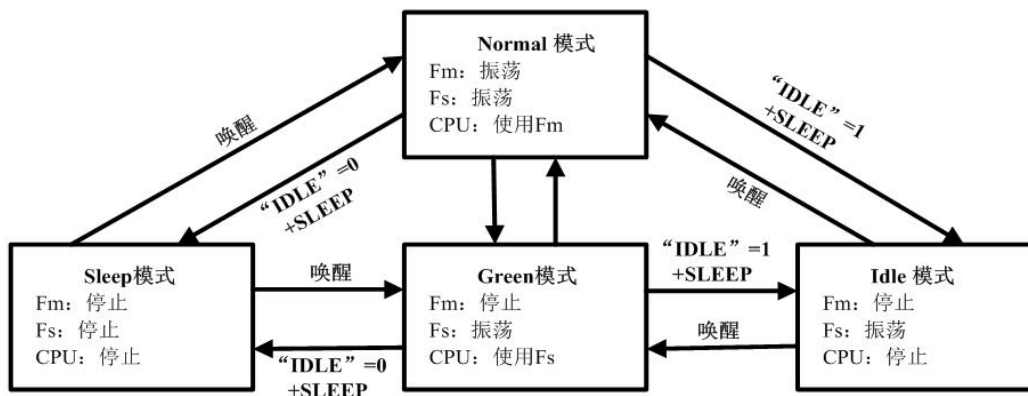 Normal 模式
Fm：振荡
Fs：振荡
CPU：使用Fm
唤醒
“IDLE”=0
+SLEEP
“IDLE”=1
+SLEEP
唤醒
Sleep模式
Fm：停止
Fs：停止
CPU：停止
唤醒
“IDLE”=0
+SLEEP
Green模式
Fm：停止
Fs：振荡
CPU：使用Fs
“IDLE”=1
+SLEEP
唤醒
Idle 模式
Fm：停止
Fs：振荡
CPU：停止